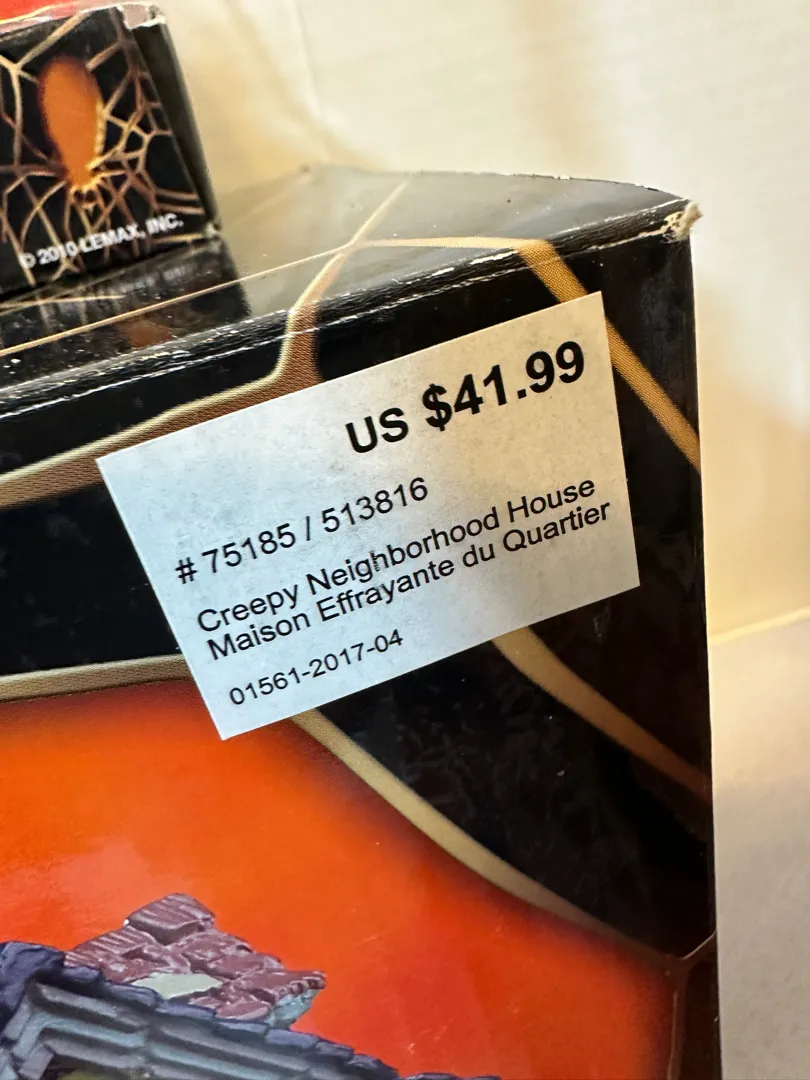 © 2010 LEMAX, INC.
US $41.99
# 75185 / 513816
Creepy Neighborhood House
Maison Effrayante du Quartier
01561-2017-04